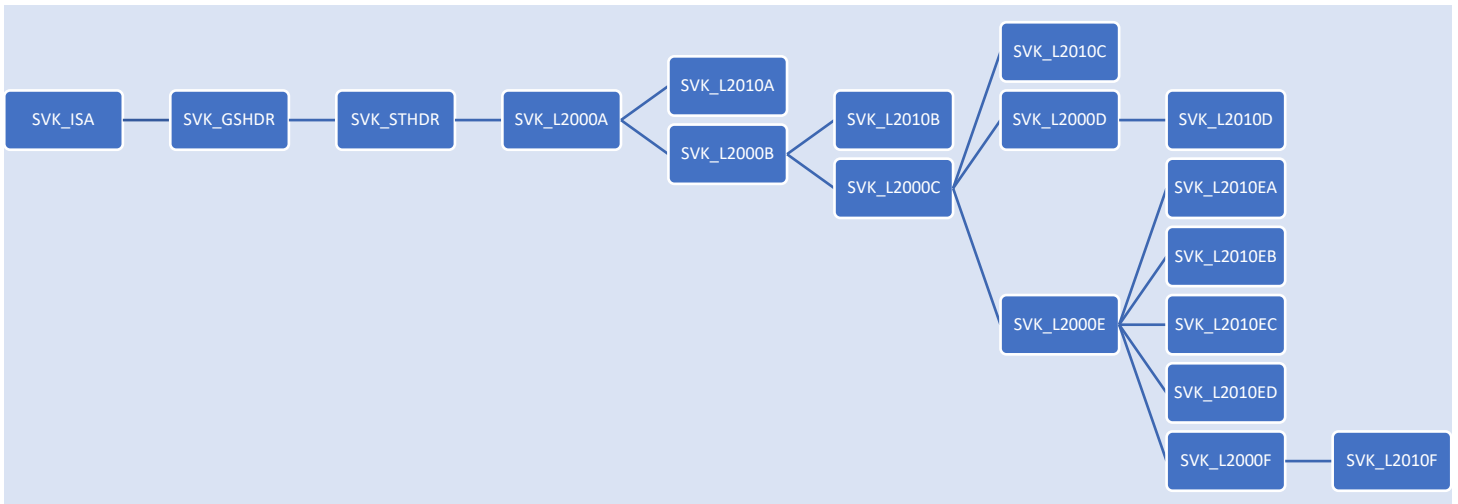 SVK_ISA
SVK_GSHDR
SVK_STHDR
SVK_L2000A
SVK_L2010A
SVK_L2000B
SVK_L2010B
SVK_L2000C
SVK_L2010C
SVK_L2000D
SVK_L2010D
SVK_L2000E
SVK_L2010EA
SVK_L2010EB
SVK_L2010EC
SVK_L2010ED
SVK_L2000F
SVK_L2010F